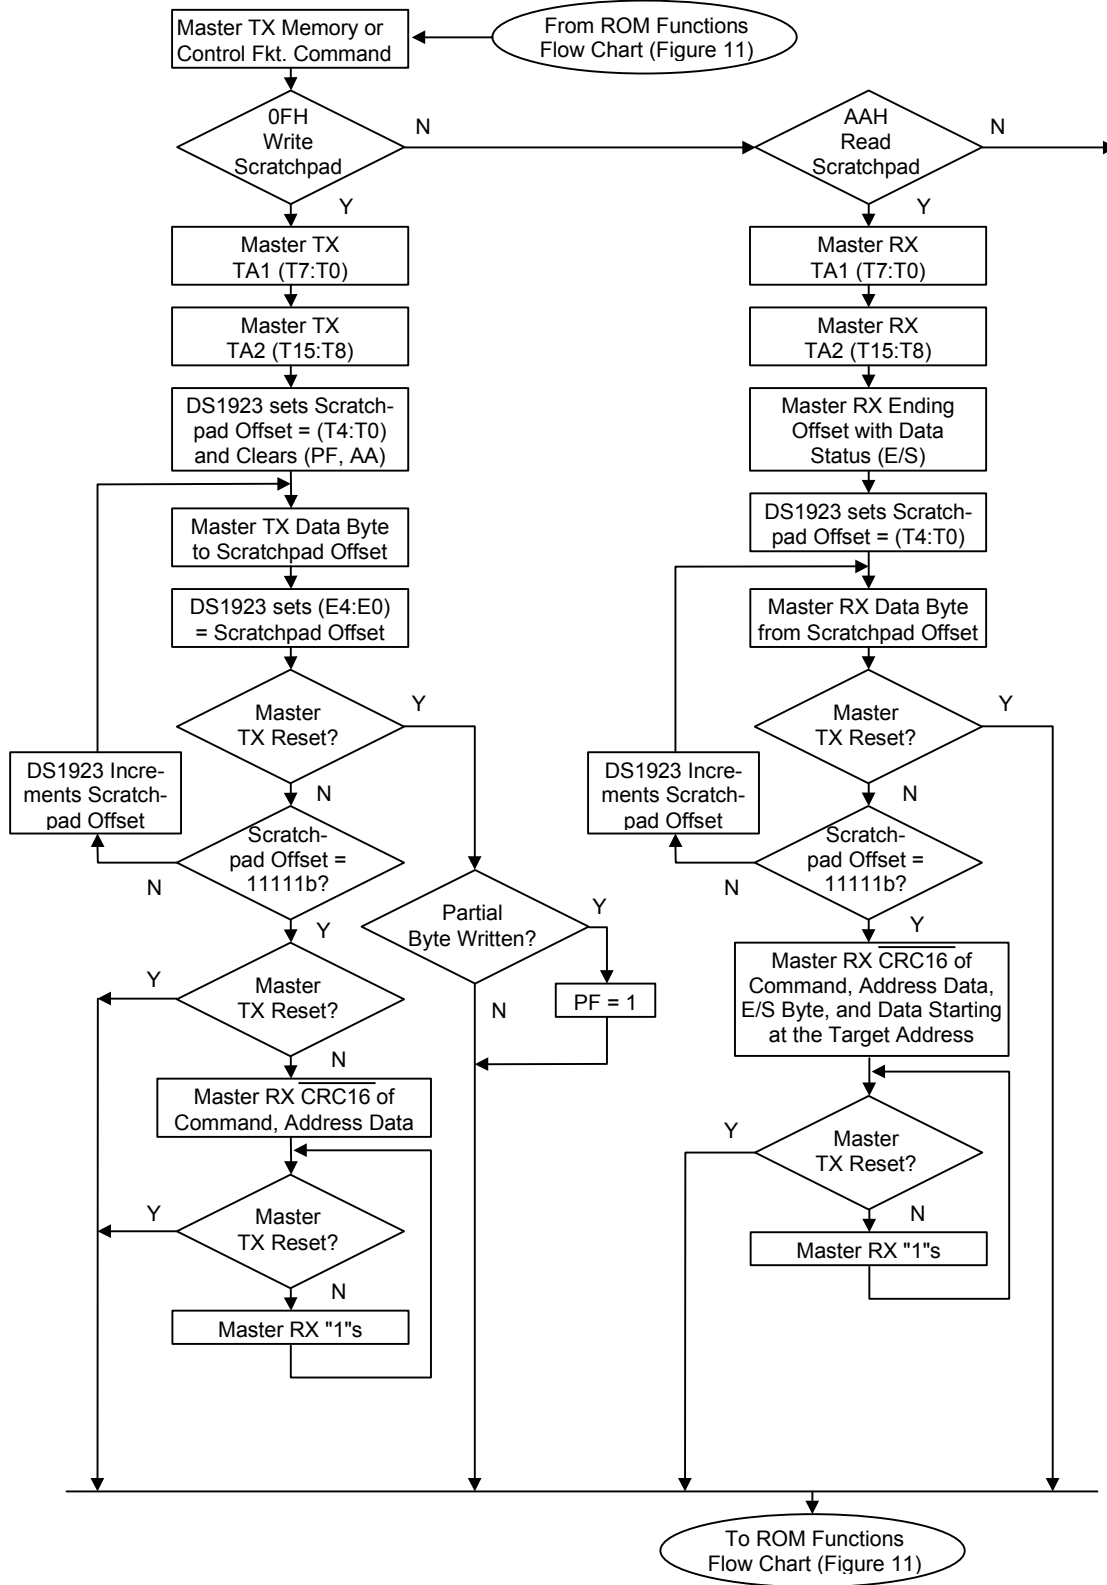 Master TX Memory or
Control Fkt. Command
From ROM Functions
Flow Chart (Figure 11)
0FH
Write
Scratchpad
N
Y
Master TX
TA1 (T7:T0)
Master TX
TA2 (T15:T8)
DS1923 sets Scratch-
pad Offset = (T4:T0)
and Clears (PF, AA)
Master TX Data Byte
to Scratchpad Offset
DS1923 sets (E4:E0)
= Scratchpad Offset
Master
TX Reset?
Y
N
DS1923 Incre-
ments Scratch-
pad Offset
Scratch-
pad Offset =
11111b?
N
Y
Partial
Byte Written?
Y
N
PF = 1
Master
TX Reset?
Y
N
Master RX CRC16 of
Command, Address Data
Master
TX Reset?
Y
N
Master RX "1"s
AAH
Read
Scratchpad
N
Y
Master RX
TA1 (T7:T0)
Master RX
TA2 (T15:T8)
Master RX Ending
Offset with Data
Status (E/S)
DS1923 sets Scratch-
pad Offset = (T4:T0)
Master RX Data Byte
from Scratchpad Offset
Master
TX Reset?
Y
N
DS1923 Incre-
ments Scratch-
pad Offset
Scratch-
pad Offset =
11111b?
N
Y
Master RX CRC16 of
Command, Address Data,
E/S Byte, and Data Starting
at the Target Address
Master
TX Reset?
Y
N
Master RX "1"s
To ROM Functions
Flow Chart (Figure 11)